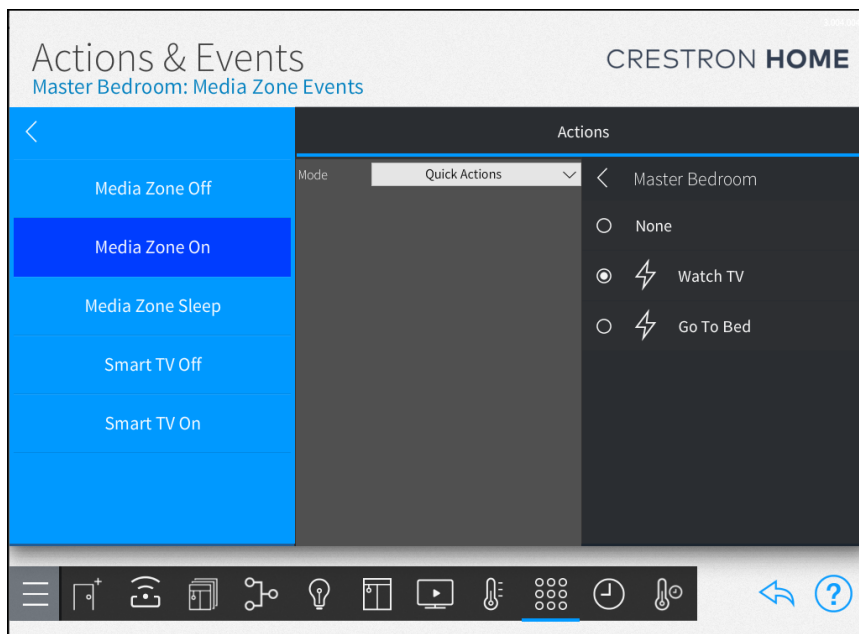 Actions & Events
Master Bedroom: Media Zone Events
CRESTRON HOME
Actions
Media Zone Off
Media Zone On
Media Zone Sleep
Smart TV Off
Smart TV On
Mode
Quick Actions
Master Bedroom
None
Watch TV
Go To Bed
?